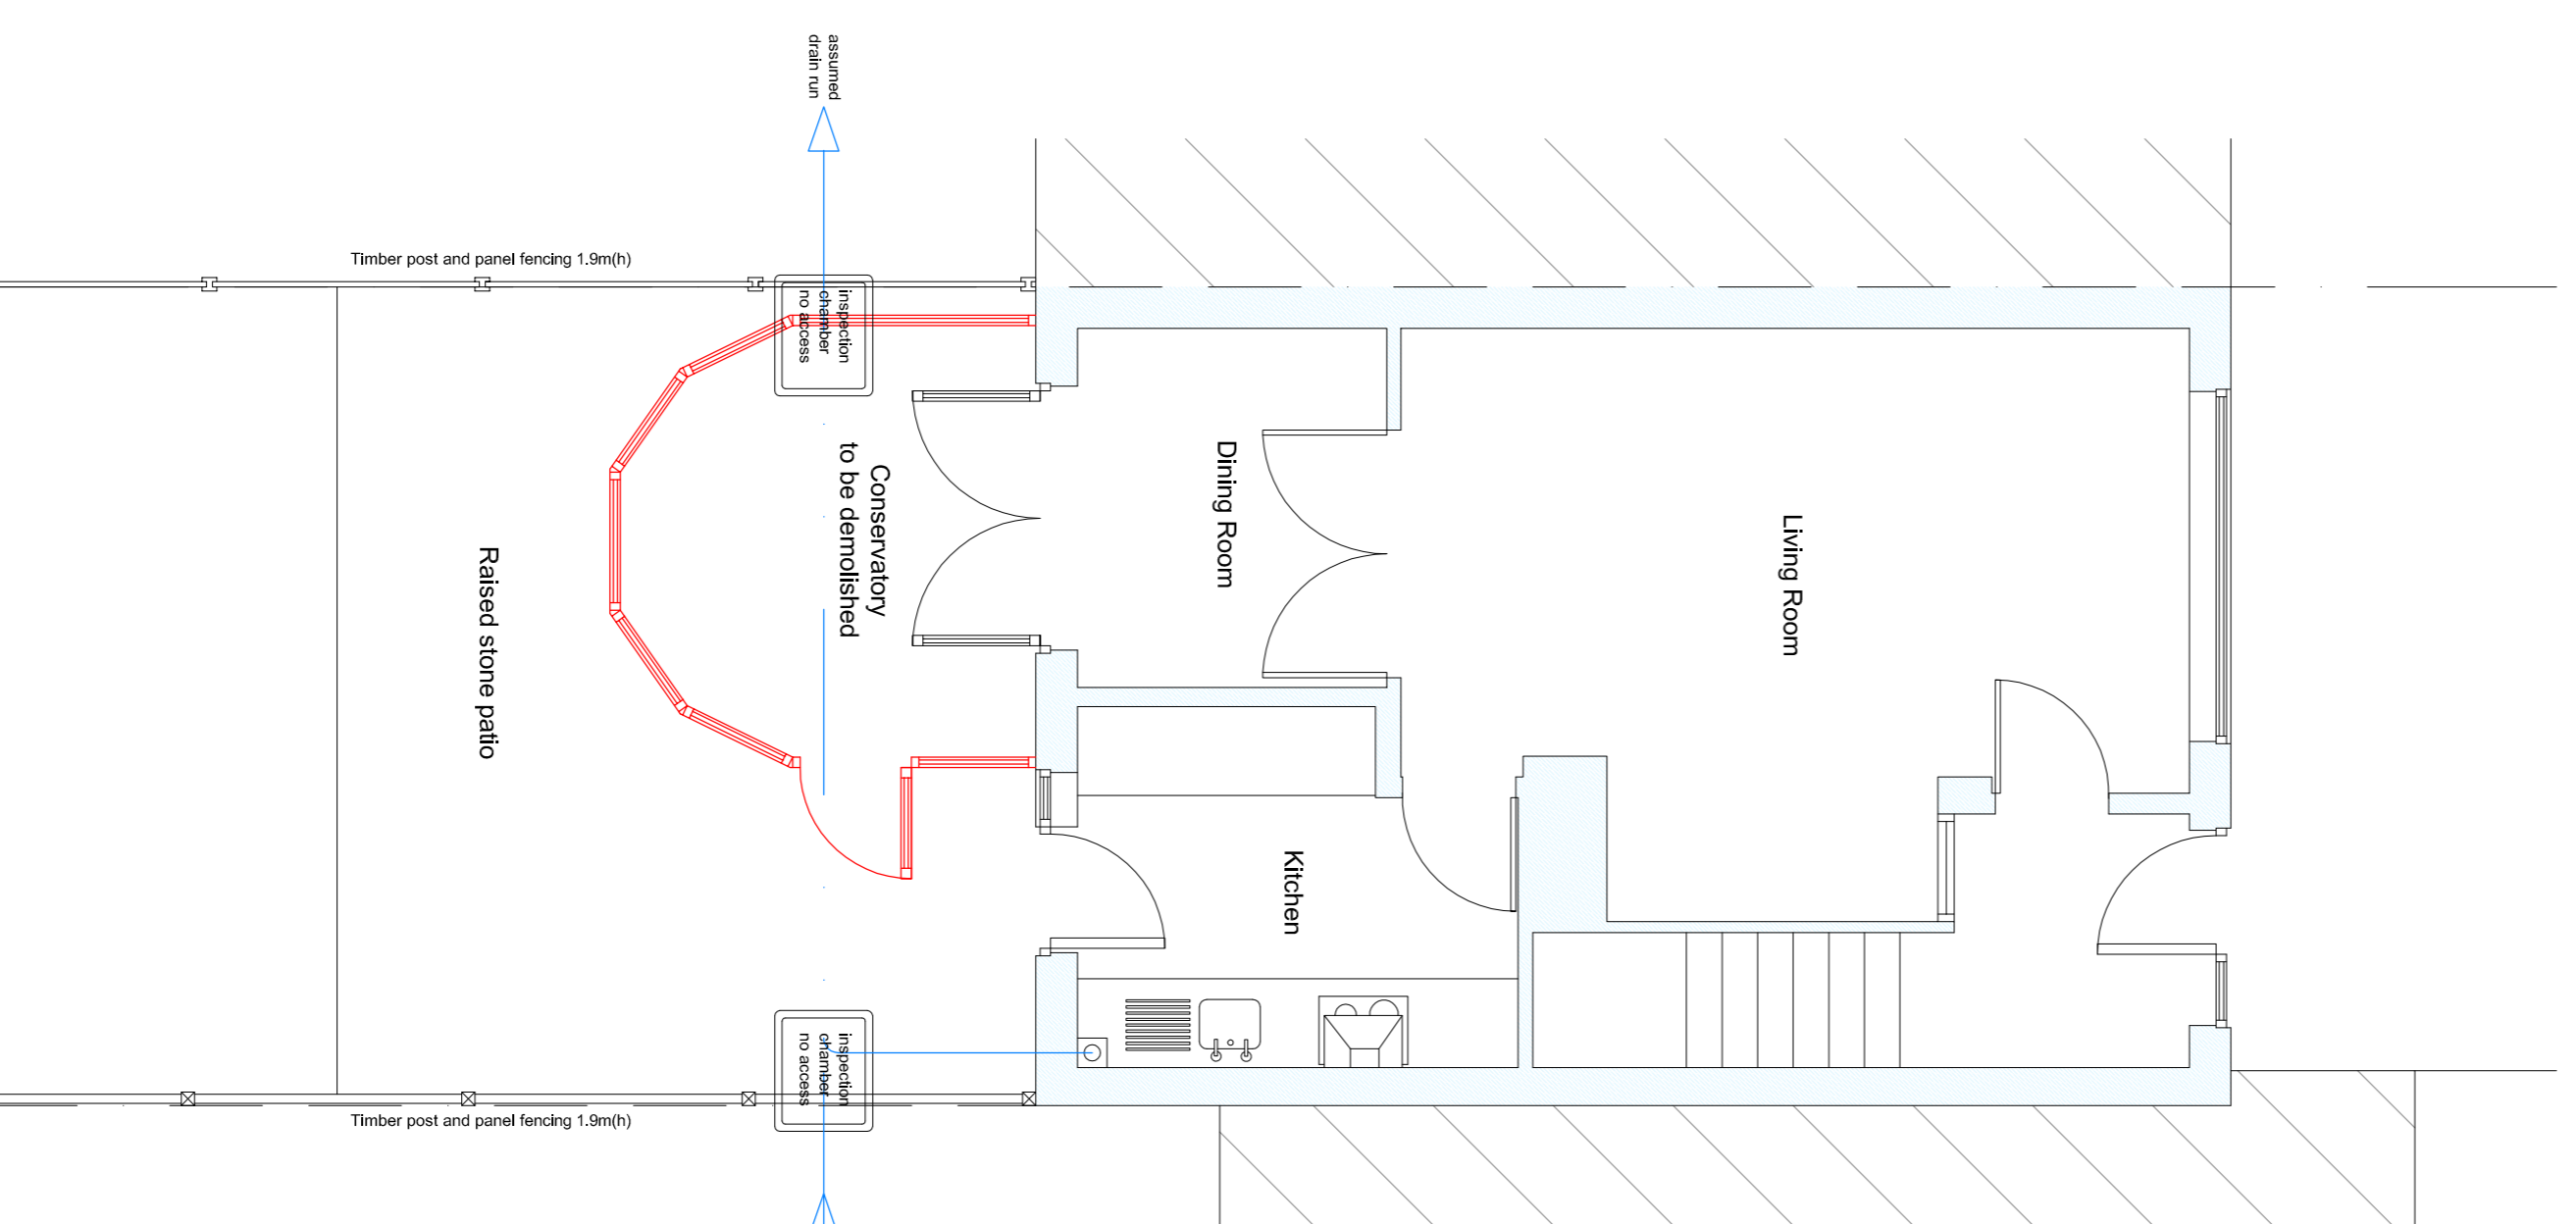 assumed
drain run
Timber post and panel fencing 1.9m(h)
inspection
chamber
no access
Conservatory
to be demolished
Dining Room
Living Room
Raised stone patio
Kitchen
inspection
chamber
no access
Timber post and panel fencing 1.9m(h)